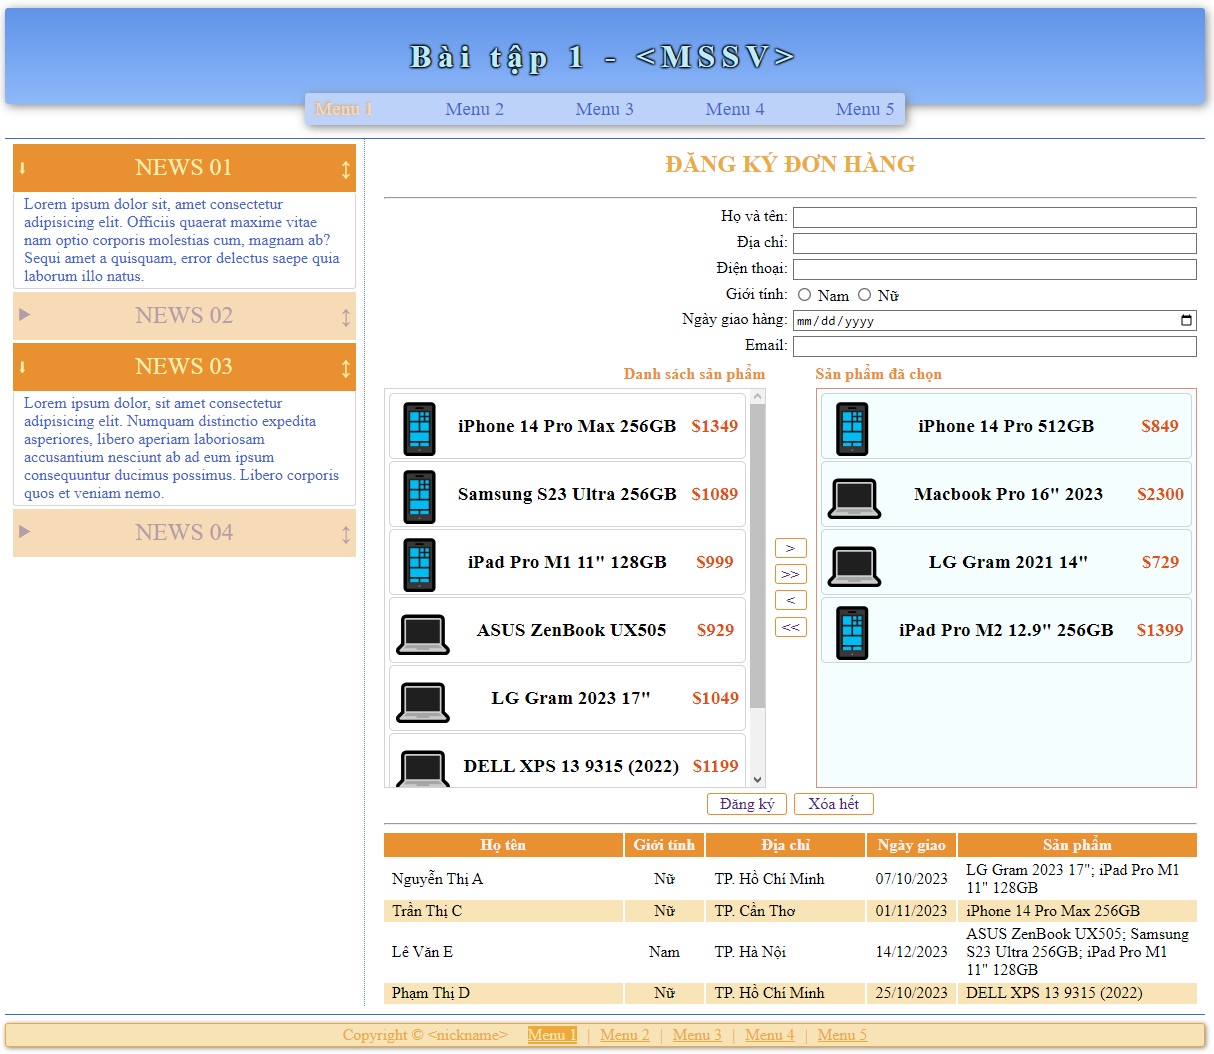 Bài tập 1 - <MSSV>
Menu 1 Menu 2 Menu 3 Menu 4 Menu 5
NEWS 01
Lorem ipsum dolor sit, amet consectetur
adipisicing elit. Officiis quaerat maxime vitae
nam optio corporis molestias cum, magnam ab?
Sequi amet a quisquam, error delectus saepe quia
laborum illo natus.
NEWS 02
NEWS 03
Lorem ipsum dolor, sit amet consectetur
adipisicing elit. Numquam distinctio expedita
asperiores, libero aperiam laboriosam
accusantium nesciunt ab ad eum ipsum
consequuntur ducimus possimus. Libero corporis
quos et veniam nemo.
NEWS 04
ĐĂNG KÝ ĐƠN HÀNG
Họ và tên:
Địa chỉ:
Điện thoại:
Giới tính: Nam Nữ
Ngày giao hàng: mm/dd/yyyy
Email:
Danh sách sản phẩm
iPhone 14 Pro Max 256GB $1349
Samsung S23 Ultra 256GB $1089
iPad Pro M1 11" 128GB $999
ASUS ZenBook UX505 $929
LG Gram 2023 17" $1049
DELL XPS 13 9315 (2022) $1199
>
>>
<
<<
Sản phẩm đã chọn
iPhone 14 Pro 512GB $849
Macbook Pro 16" 2023 $2300
LG Gram 2021 14" $729
iPad Pro M2 12.9" 256GB $1399
Đăng ký Xóa hết
Họ tên Giới tính Địa chỉ Ngày giao Sản phẩm
Nguyễn Thị A Nữ TP. Hồ Chí Minh 07/10/2023 LG Gram 2023 17"; iPad Pro M1
11" 128GB
Trần Thị C Nữ TP. Cần Thơ 01/11/2023 iPhone 14 Pro Max 256GB
Lê Văn E Nam TP. Hà Nội 14/12/2023 ASUS ZenBook UX505; Samsung
S23 Ultra 256GB; iPad Pro M1
11" 128GB
Phạm Thị D Nữ TP. Hồ Chí Minh 25/10/2023 DELL XPS 13 9315 (2022)
Copyright © <nickname> Menu 1 | Menu 2 | Menu 3 | Menu 4 | Menu 5